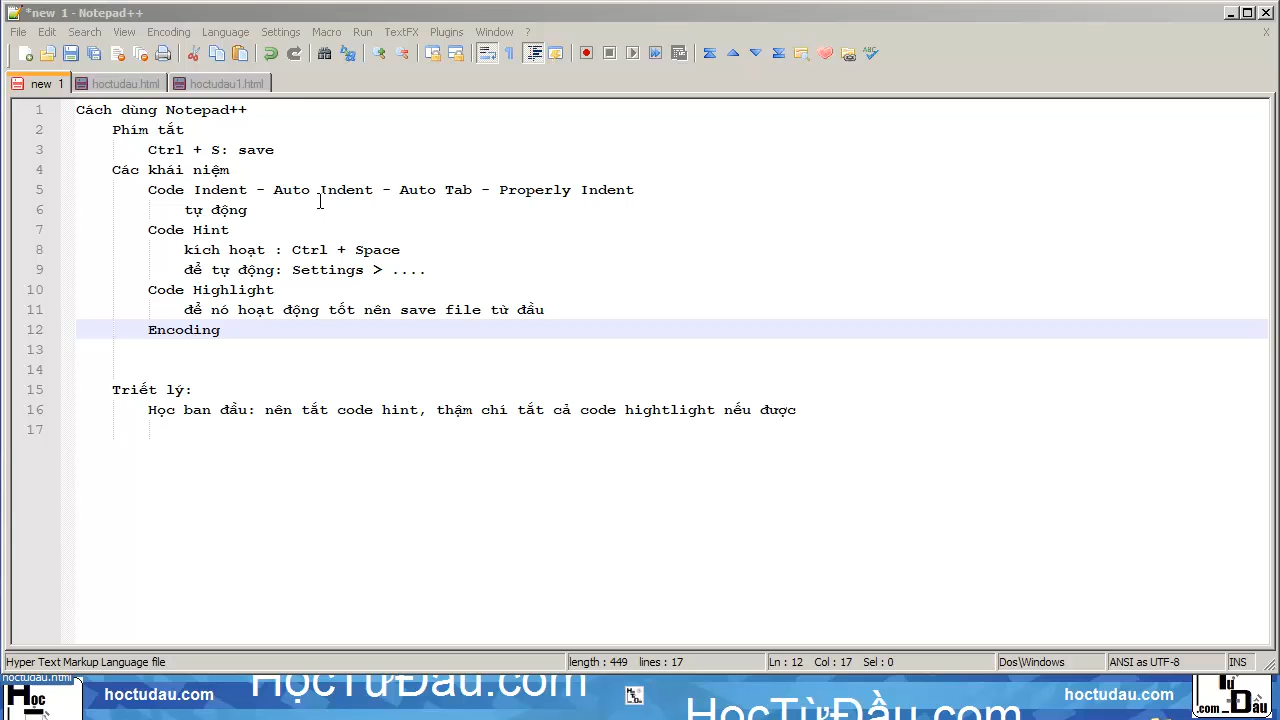 *new 1 - Notepad++
File Edit Search View Encoding Language Settings Macro Run TextFX Plugins Window ? X
new 1 hoctudau.html hoctudau1.html
1 Cách dùng Notepad++
2 Phím tắt
3 Ctrl + S: save
4 Các khái niệm
5 Code Indent - Auto Indent - Auto Tab - Properly Indent
6 tự động
7 Code Hint
8 kích hoạt : Ctrl + Space
9 để tự động: Settings > ....
10 Code Highlight
11 để nó hoạt động tốt nên save file từ đầu
12 Encoding
13
14
15 Triết lý:
16 Học ban đầu: nên tắt code hint, thậm chí tắt cả code hightlight nếu được
17
Hyper Text Markup Language file length : 449 lines : 17 Ln : 12 Col : 17 Sel : 0 Dos\Windows ANSI as UTF-8 INS
hoctudau.html
Học hoctudau.com HọcTừĐầu.com hoctudau.com Từ
.com Đầu
HọcTừĐầu.com